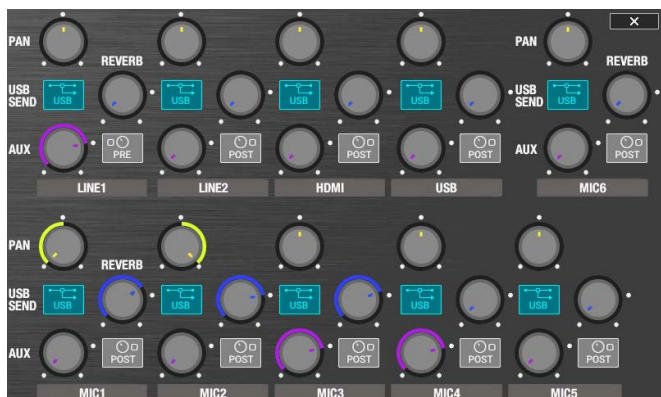 ✕
PAN PAN
REVERB REVERB
USB SEND USB USB USB USB USB SEND USB
AUX PRE POST POST POST AUX POST
LINE1 LINE2 HDMI USB MIC6
PAN
REVERB
USB SEND USB USB USB USB USB
AUX POST POST POST POST POST
MIC1 MIC2 MIC3 MIC4 MIC5